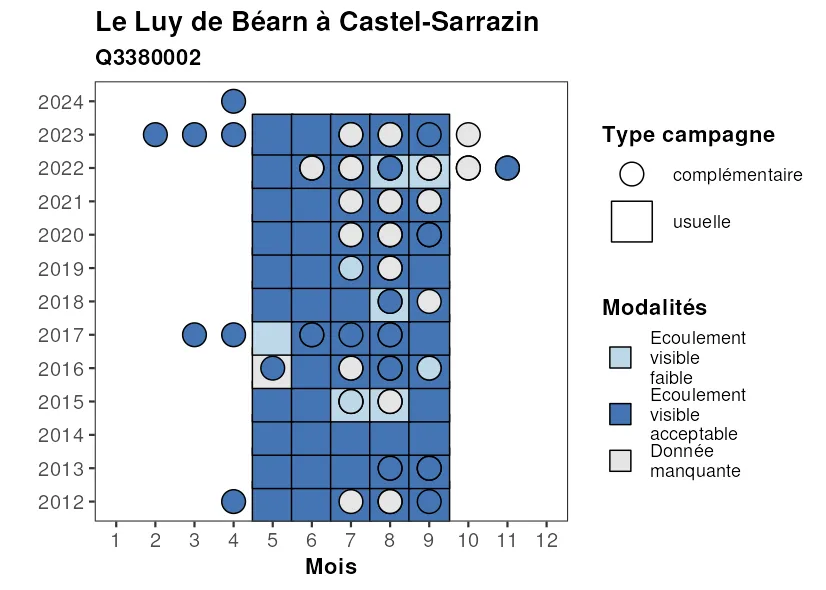 Le Luy de Béarn à Castel-Sarrazin
Q3380002
2024
2023
2022
2021
2020
2019
2018
2017
2016
2015
2014
2013
2012
1 2 3 4 5 6 7 8 9 10 11 12
Mois
Type campagne
complémentaire
usuelle
Modalités
Ecoulement
visible
faible
Ecoulement
visible
acceptable
Donnée
manquante